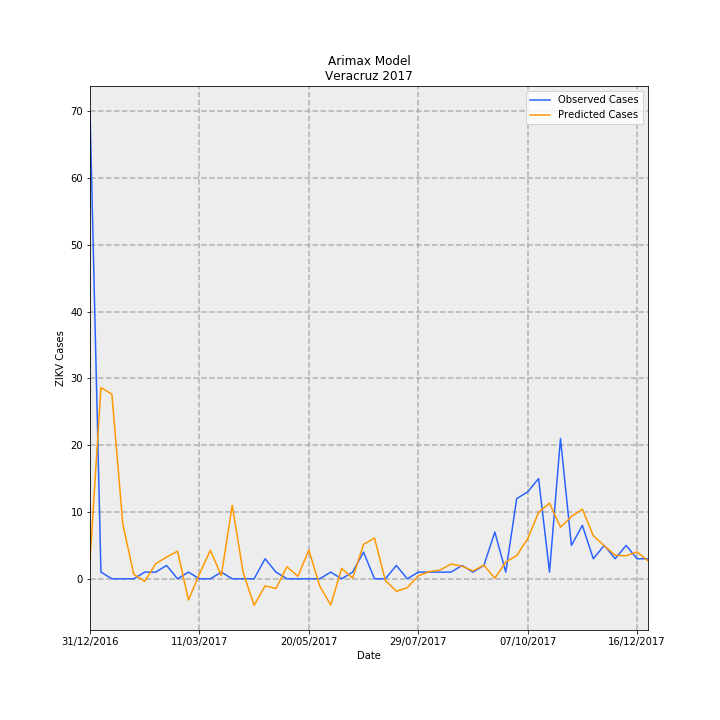 Arimax Model
Veracruz 2017
Observed Cases
Predicted Cases
70
60
50
40
30
20
10
0
ZIKV Cases
31/12/2016
11/03/2017
20/05/2017
29/07/2017
07/10/2017
16/12/2017
Date